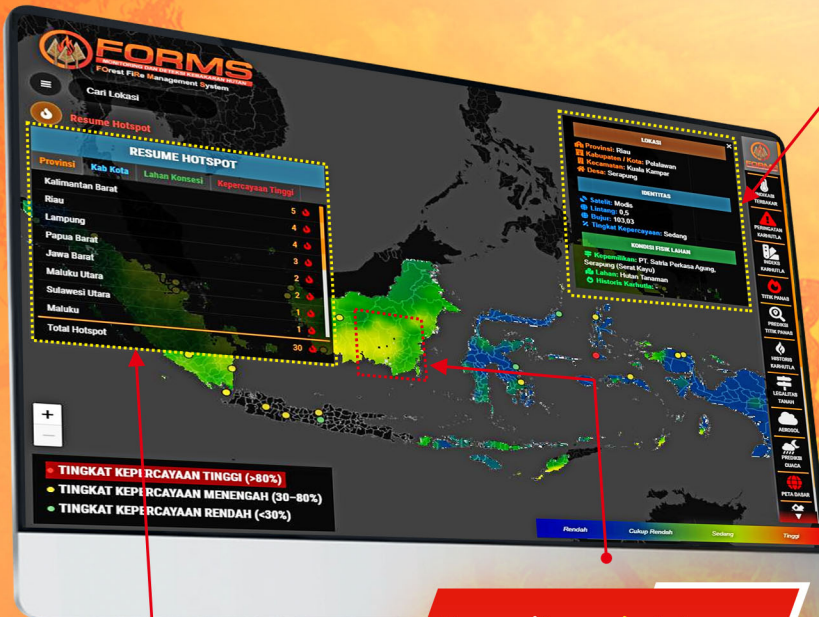 FORMS
MONITORING DAN DETEKSI KEBAKARAN HUTAN
FOrest FiRe Management System
Cari Lokasi
Resume Hotspot
RESUME HOTSPOT
Provinsi Kab Kota Lahan Konsesi Kepercayaan Tinggi
Kalimantan Barat 5
Riau 4
Lampung 4
Papua Barat 3
Jawa Barat 2
Maluku Utara 2
Sulawesi Utara 1
Maluku 1
Total Hotspot 30
+
−
TINGKAT KEPERCAYAAN TINGGI (>80%)
TINGKAT KEPERCAYAAN MENENGAH (30-80%)
TINGKAT KEPERCAYAAN RENDAH (<30%)
LOKASI
Provinsi: Riau
Kabupaten / Kota: Pelalawan
Kecamatan: Kuala Kampar
Desa: Serapung
IDENTITAS
Satelit: Modis
Lintang: 0,5
Bujur: 103,03
Tingkat Kepercayaan: Sedang
KONDISI FISIK LAHAN
Kepemilikan: PT. Satria Perkasa Agung,
Serapung (Serat Kayu)
Lahan: Hutan Tanaman
Historis Karhutla: -
FORMS
INDIKASI
TERBAKAR
PERINGATAN
KARHUTLA
INDEKS
KARHUTLA
TITIK PANAS
PREDIKSI
TITIK PANAS
HISTORIS
KARHUTLA
LEGALITAS
TANAH
AEROSOL
PREDIKSI
CUACA
PETA DASAR
Rendah Cukup Rendah Sedang Tinggi